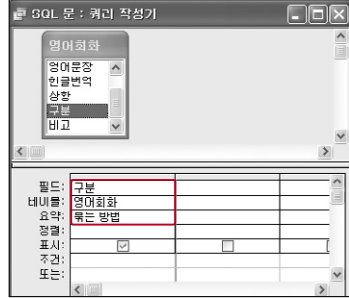 SQL 문 : 쿼리 작성기
영어회화
영어문장
한글번역
상황
구분
비고
필드: 구분
테이블: 영어회화
요약: 묶는 방법
정렬:
표시:
조건:
또는: